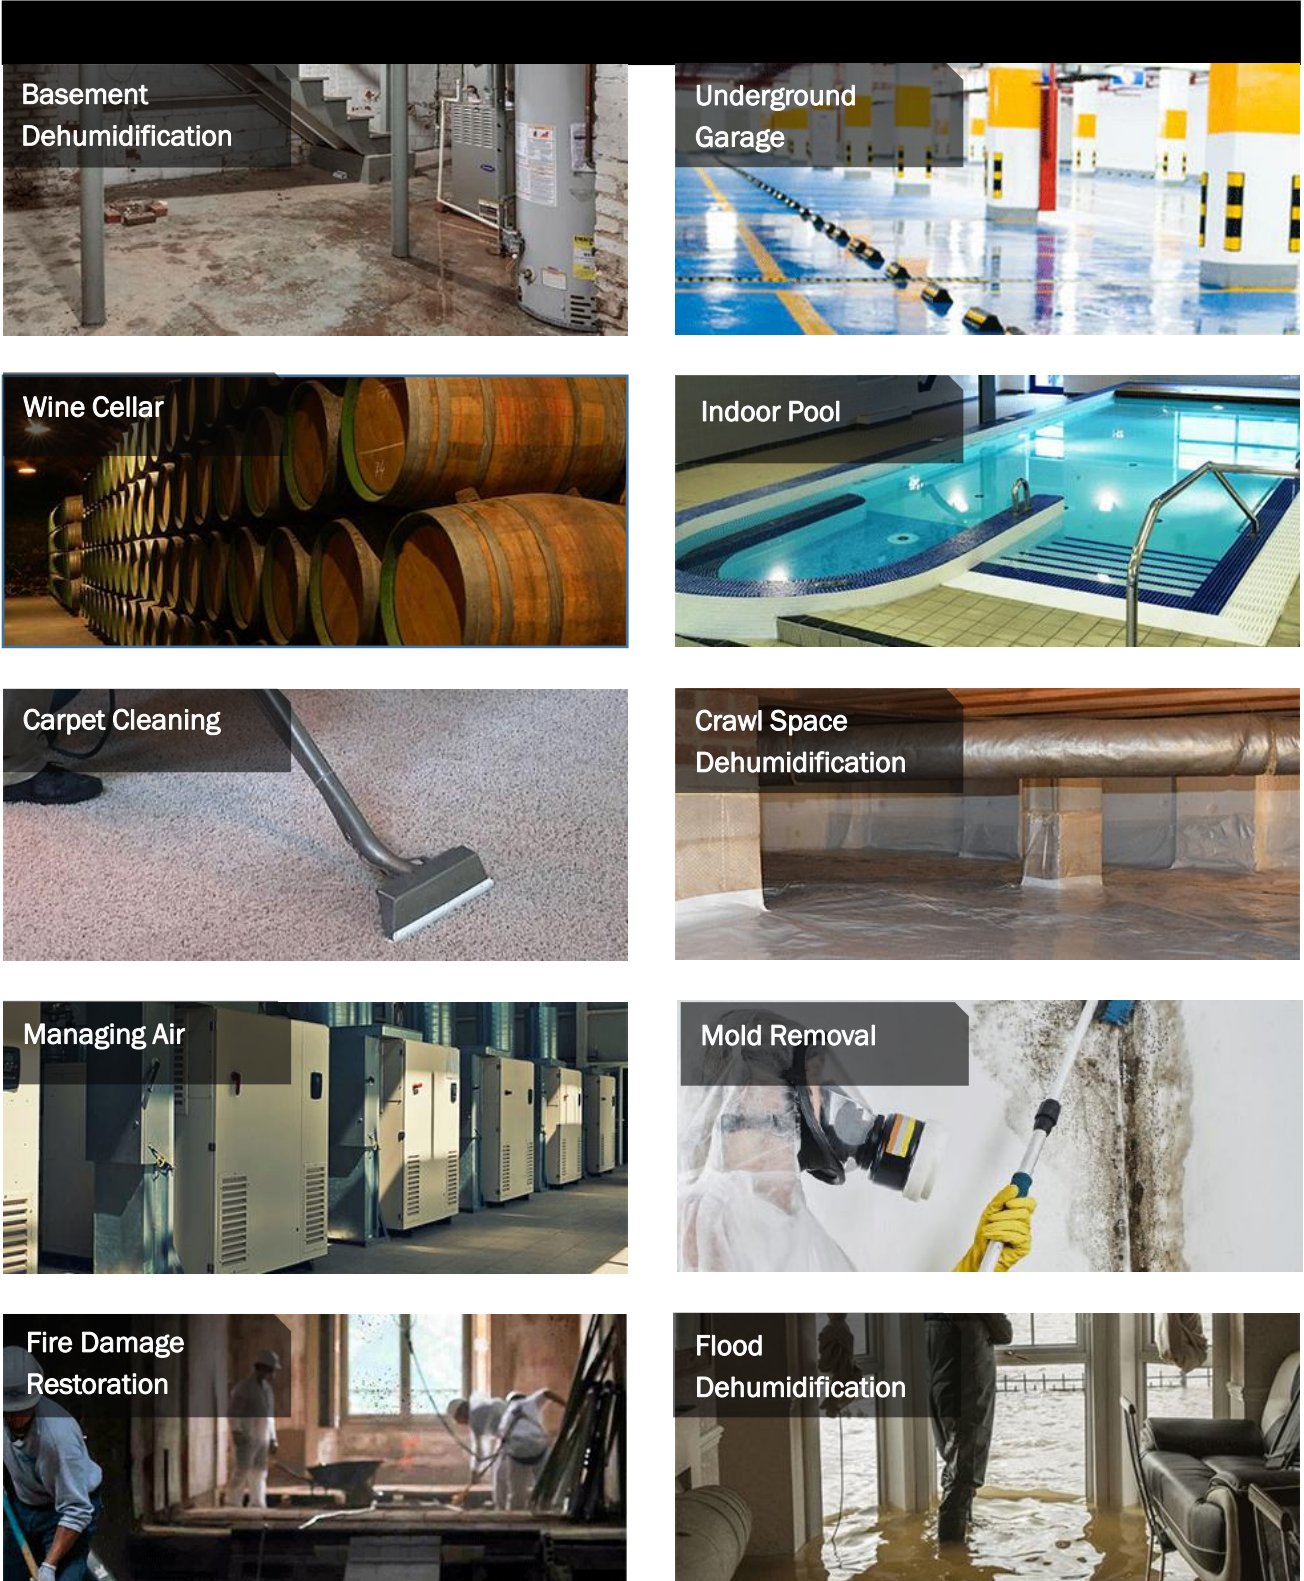 Basement
Dehumidification
Underground
Garage
Wine Cellar
Indoor Pool
74
Carpet Cleaning
Crawl Space
Dehumidification
Managing Air
Mold Removal
Fire Damage
Restoration
Flood
Dehumidification